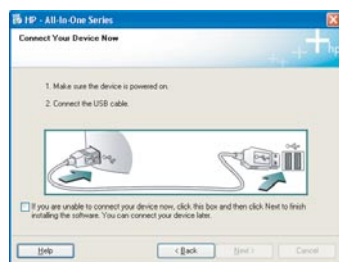 HP - All-In-One Series
Connect Your Device Now
hp
1. Make sure the device is powered on.
2. Connect the USB cable.
If you are unable to connect your device now, click this box and then click Next to finish
installing the software. You can connect your device later.
Help
< Back
Next >
Cancel